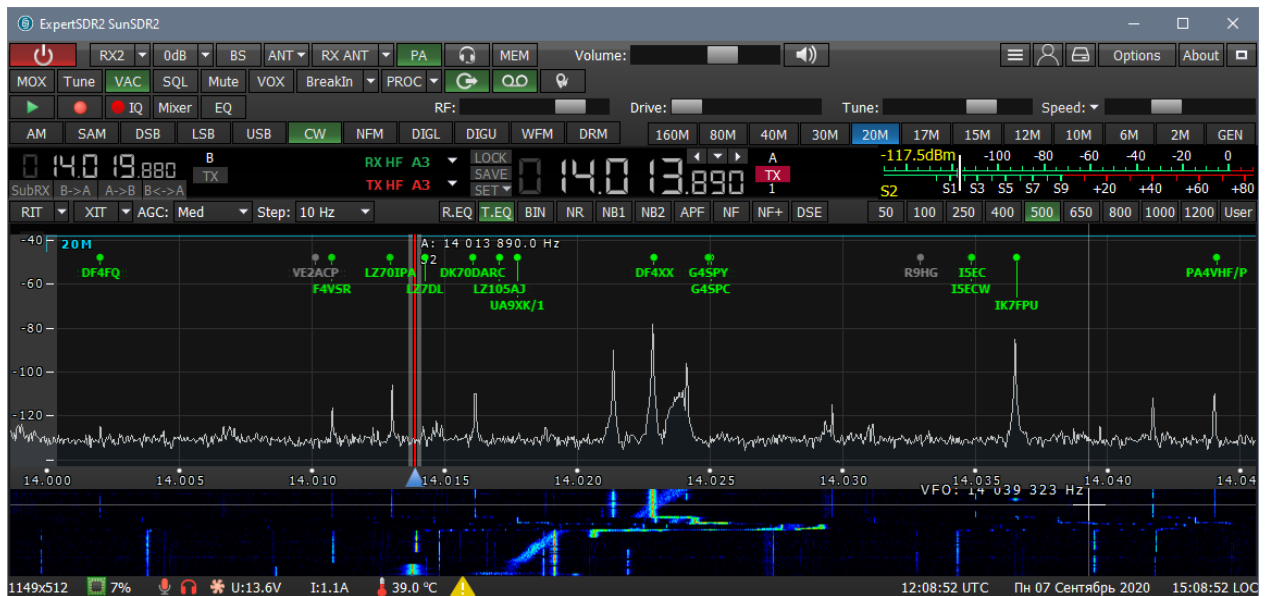 ExpertSDR2 SunSDR2
RX2 0dB BS ANT RX ANT PA MEM Volume: Options About
MOX Tune VAC SQL Mute VOX BreakIn PROC
IQ Mixer EQ RF: Drive: Tune: Speed:
AM SAM DSB LSB USB CW NFM DIGL DIGU WFM DRM 160M 80M 40M 30M 20M 17M 15M 12M 10M 6M 2M GEN
14.019.880 B TX RX HF A3 LOCK 14.013.890 A TX 1 -117.5dBm -100 -80 -60 -40 -20 0
SubRX B->A A->B B<->A TX HF A3 SAVE SET S2 S1 S3 S5 S7 S9 +20 +40 +60 +80
RIT XIT AGC: Med Step: 10 Hz R.EQ T.EQ BIN NR NB1 NB2 APF NF NF+ DSE 50 100 250 400 500 650 800 1000 1200 User
-40 20M A: 14 013 890.0 Hz
S2
DF4FQ VE2ACP LZ70IPA DK70DARC DF4XX G4SPY R9HG I5EC PA4VHF/P
-60 F4VSR LZ7DL LZ105AJ G4SPC I5ECW
UA9XK/1 IK7FPU
-80
-100
-120
14.000 14.005 14.010 14.015 14.020 14.025 14.030 14.035 14.040 14.04
VFO: 14 039 323 Hz
1149x512 7% U:13.6V I:1.1A 39.0 °C 12:08:52 UTC Пн 07 Сентябрь 2020 15:08:52 LOC